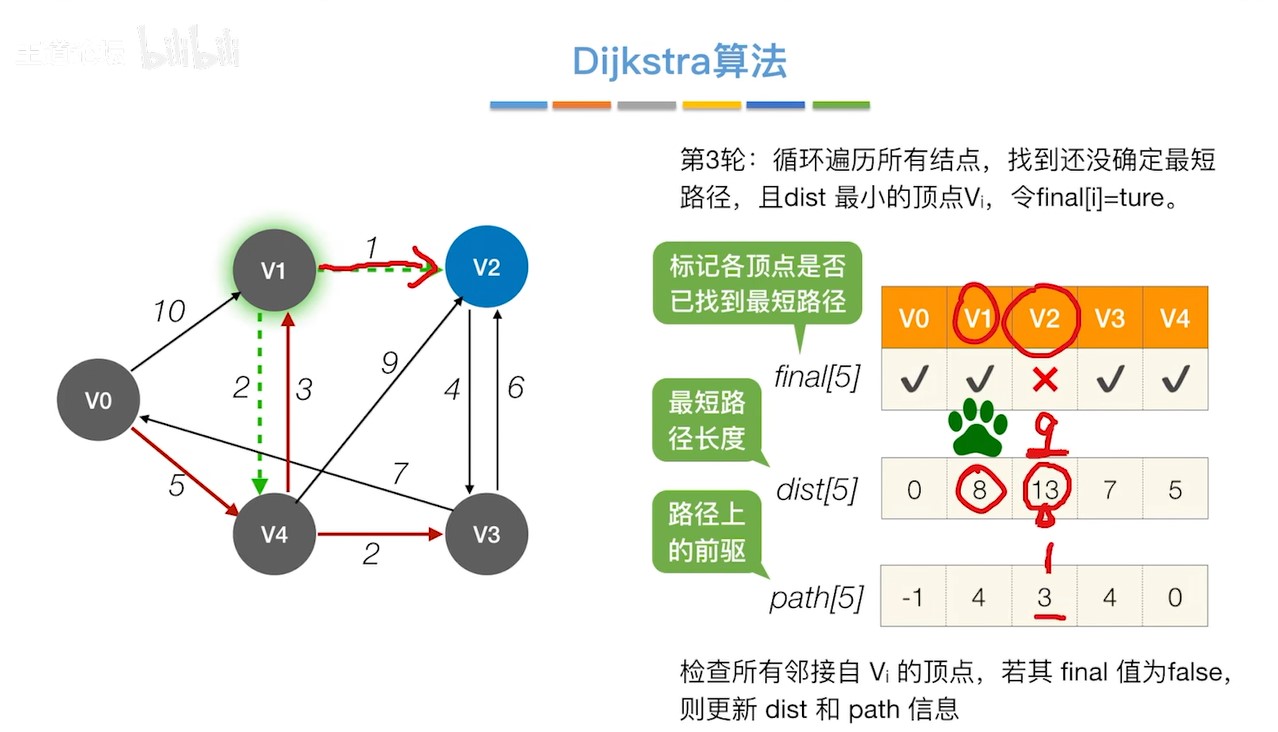 王道论坛 bilibili
Dijkstra算法
第3轮：循环遍历所有结点，找到还没确定最短
路径，且dist 最小的顶点Vᵢ，令final[i]=ture。
标记各顶点是否
已找到最短路径
V0 V1 V2 V3 V4
final[5] ✓ ✓ ✕ ✓ ✓
9
最短路
径长度
dist[5] 0 8 13 7 5
1
路径上
的前驱
path[5] -1 4 3 4 0
检查所有邻接自 Vᵢ 的顶点，若其 final 值为false，
则更新 dist 和 path 信息
V1 1 V2
10
2 3 9 4 6
V0
7
5
V4 2 V3